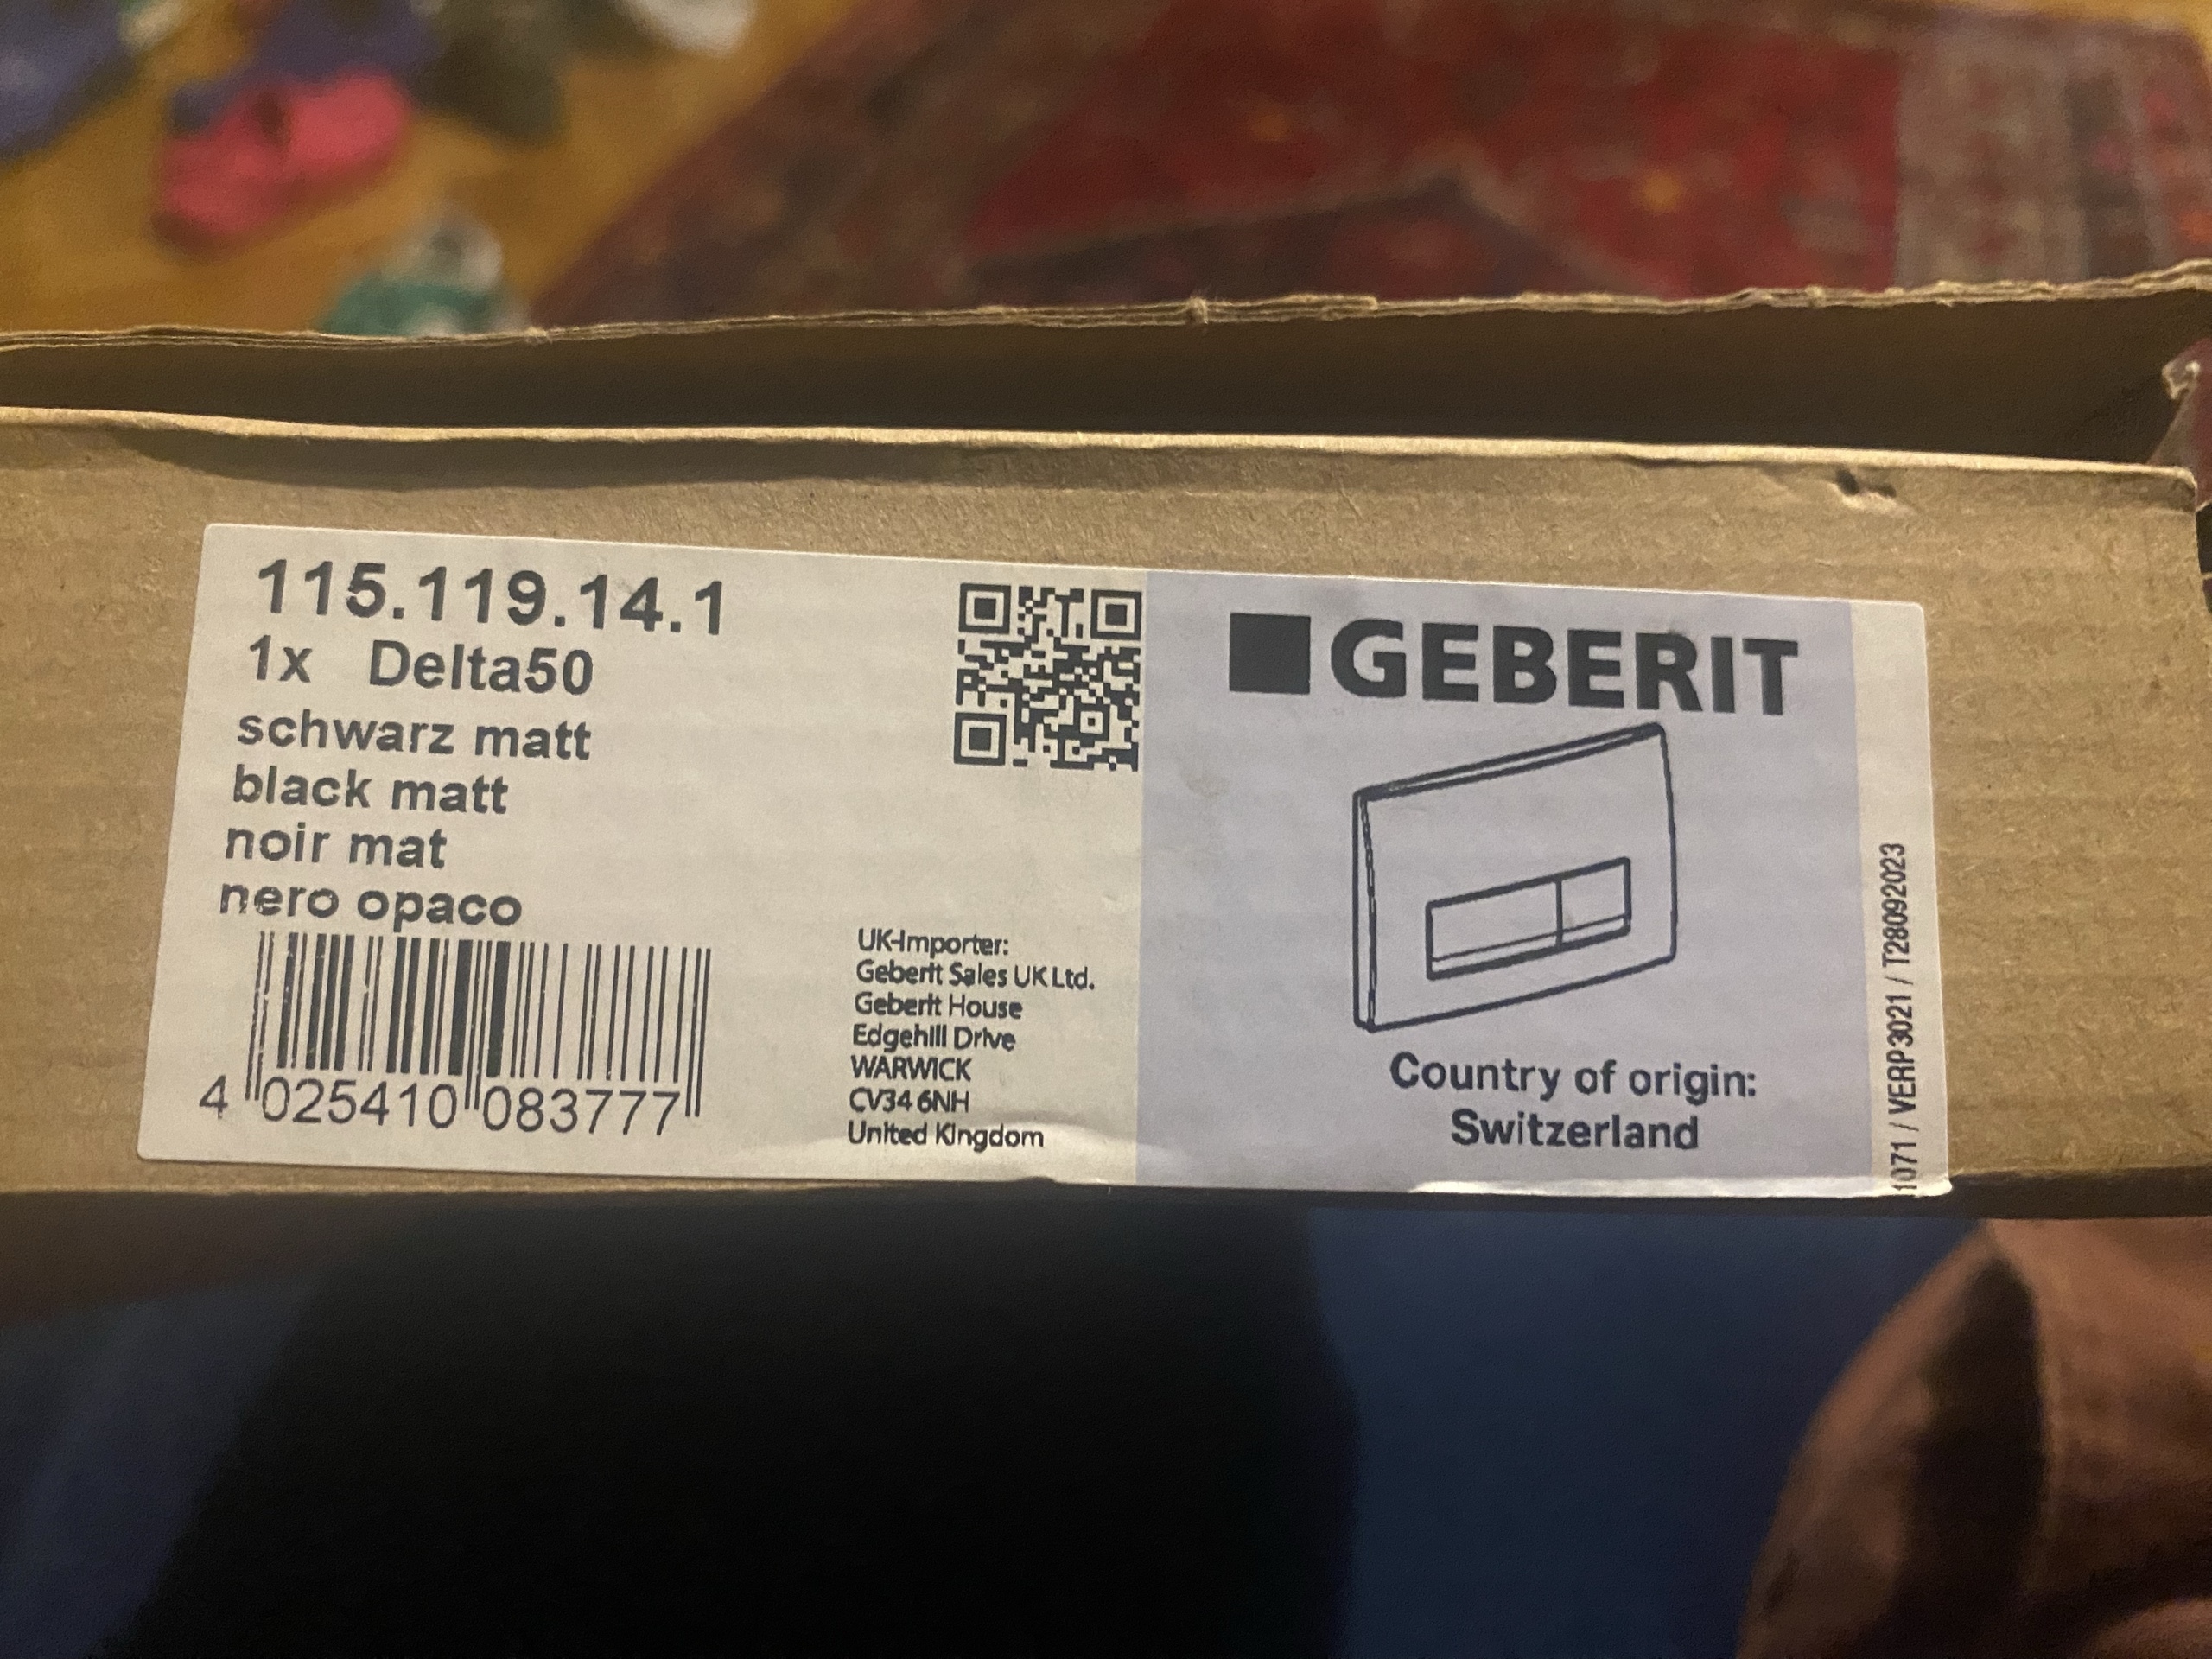 115.119.14.1
1x Delta50
schwarz matt
black matt
noir mat
nero opaco
4 025410 083777
UK-Importer:
Geberit Sales UK Ltd.
Geberit House
Edgehill Drive
WARWICK
CV34 6NH
United Kingdom
GEBERIT
Country of origin:
Switzerland
1071 / VERP3021 / T28092023